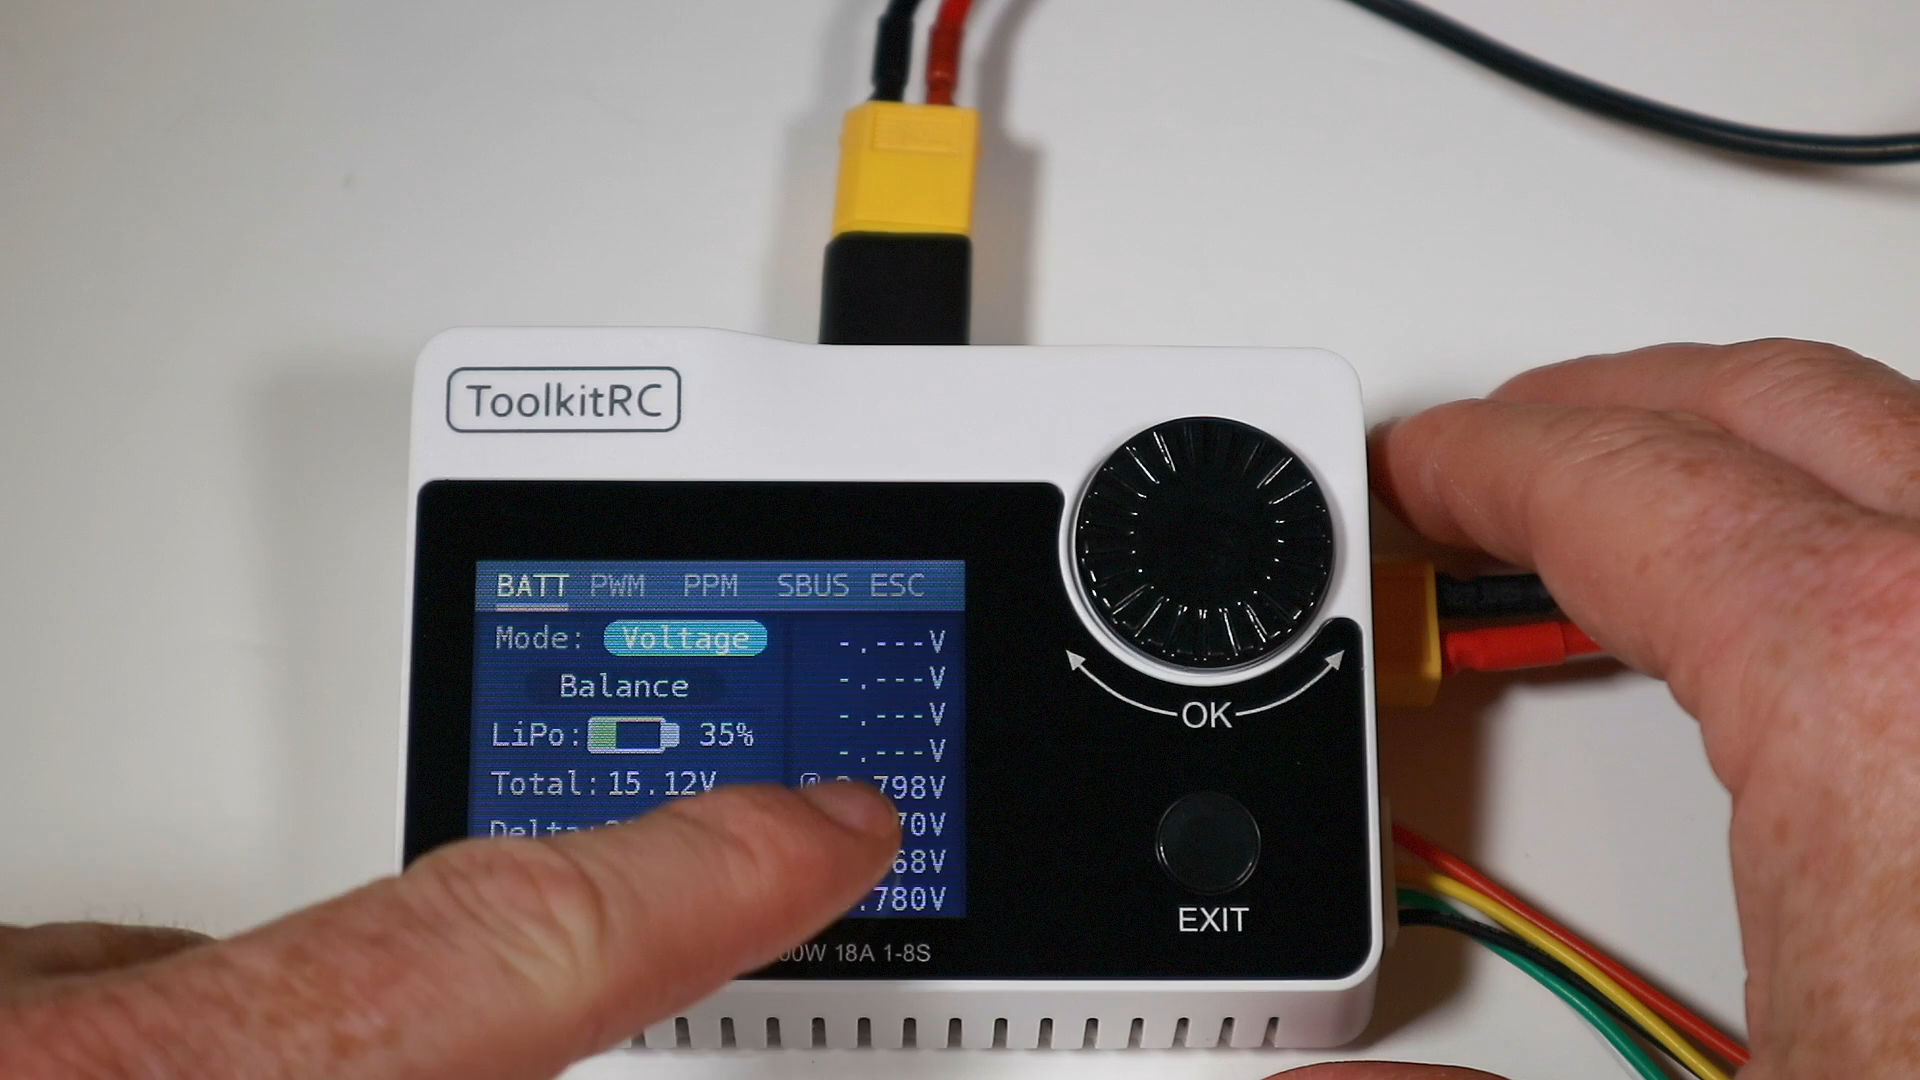 ToolkitRC
BATT PWM PPM SBUS ESC
Mode: Voltage
-.---V
Balance
-.---V
-.---V
LiPo: 35%
-.---V
Total:15.12V
798V
70V
68V
.780V
OK
EXIT
00W 18A 1-8S